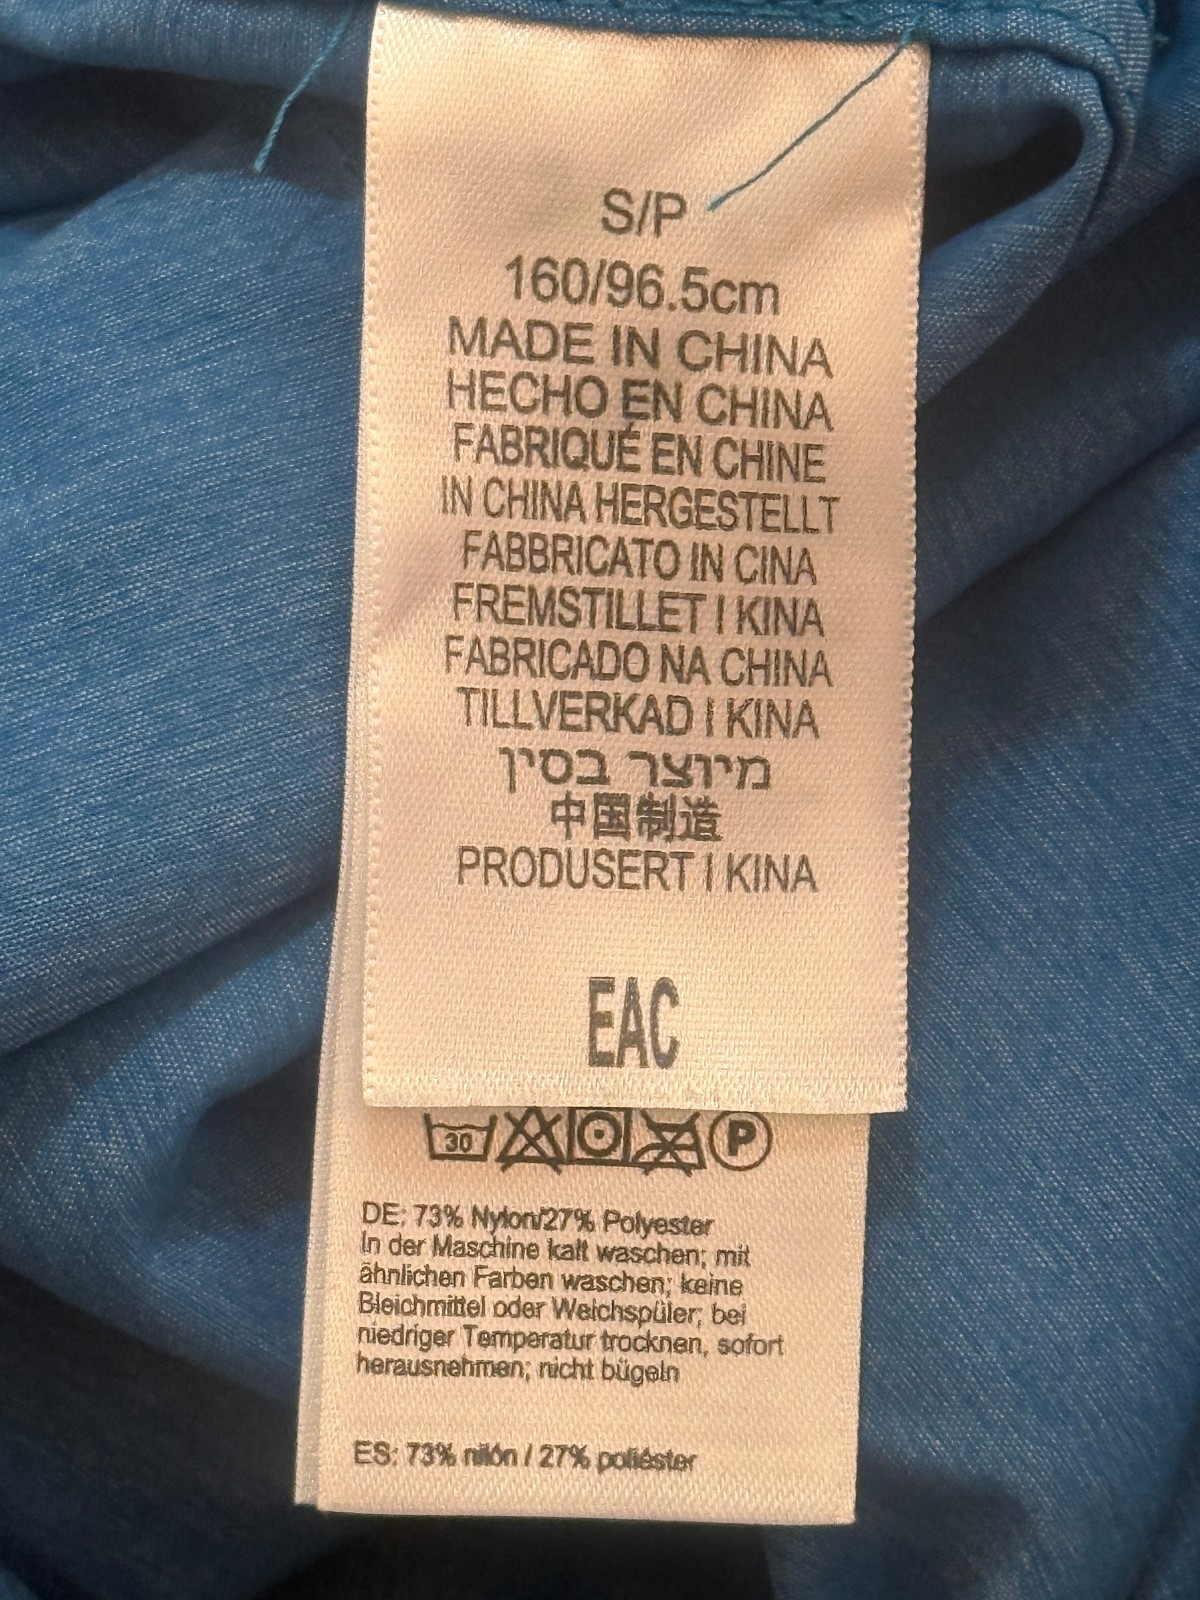 S/P
160/96.5cm
MADE IN CHINA
HECHO EN CHINA
FABRIQUÉ EN CHINE
IN CHINA HERGESTELLT
FABBRICATO IN CINA
FREMSTILLET I KINA
FABRICADO NA CHINA
TILLVERKAD I KINA
מיוצר בסין
中国制造
PRODUSERT I KINA
EAC
30 P
DE: 73% Nylon/27% Polyester
In der Maschine kalt waschen; mit
ähnlichen Farben waschen; keine
Bleichmittel oder Weichspüler; bei
niedriger Temperatur trocknen, sofort
herausnehmen; nicht bügeln
ES: 73% nilón / 27% poliéster